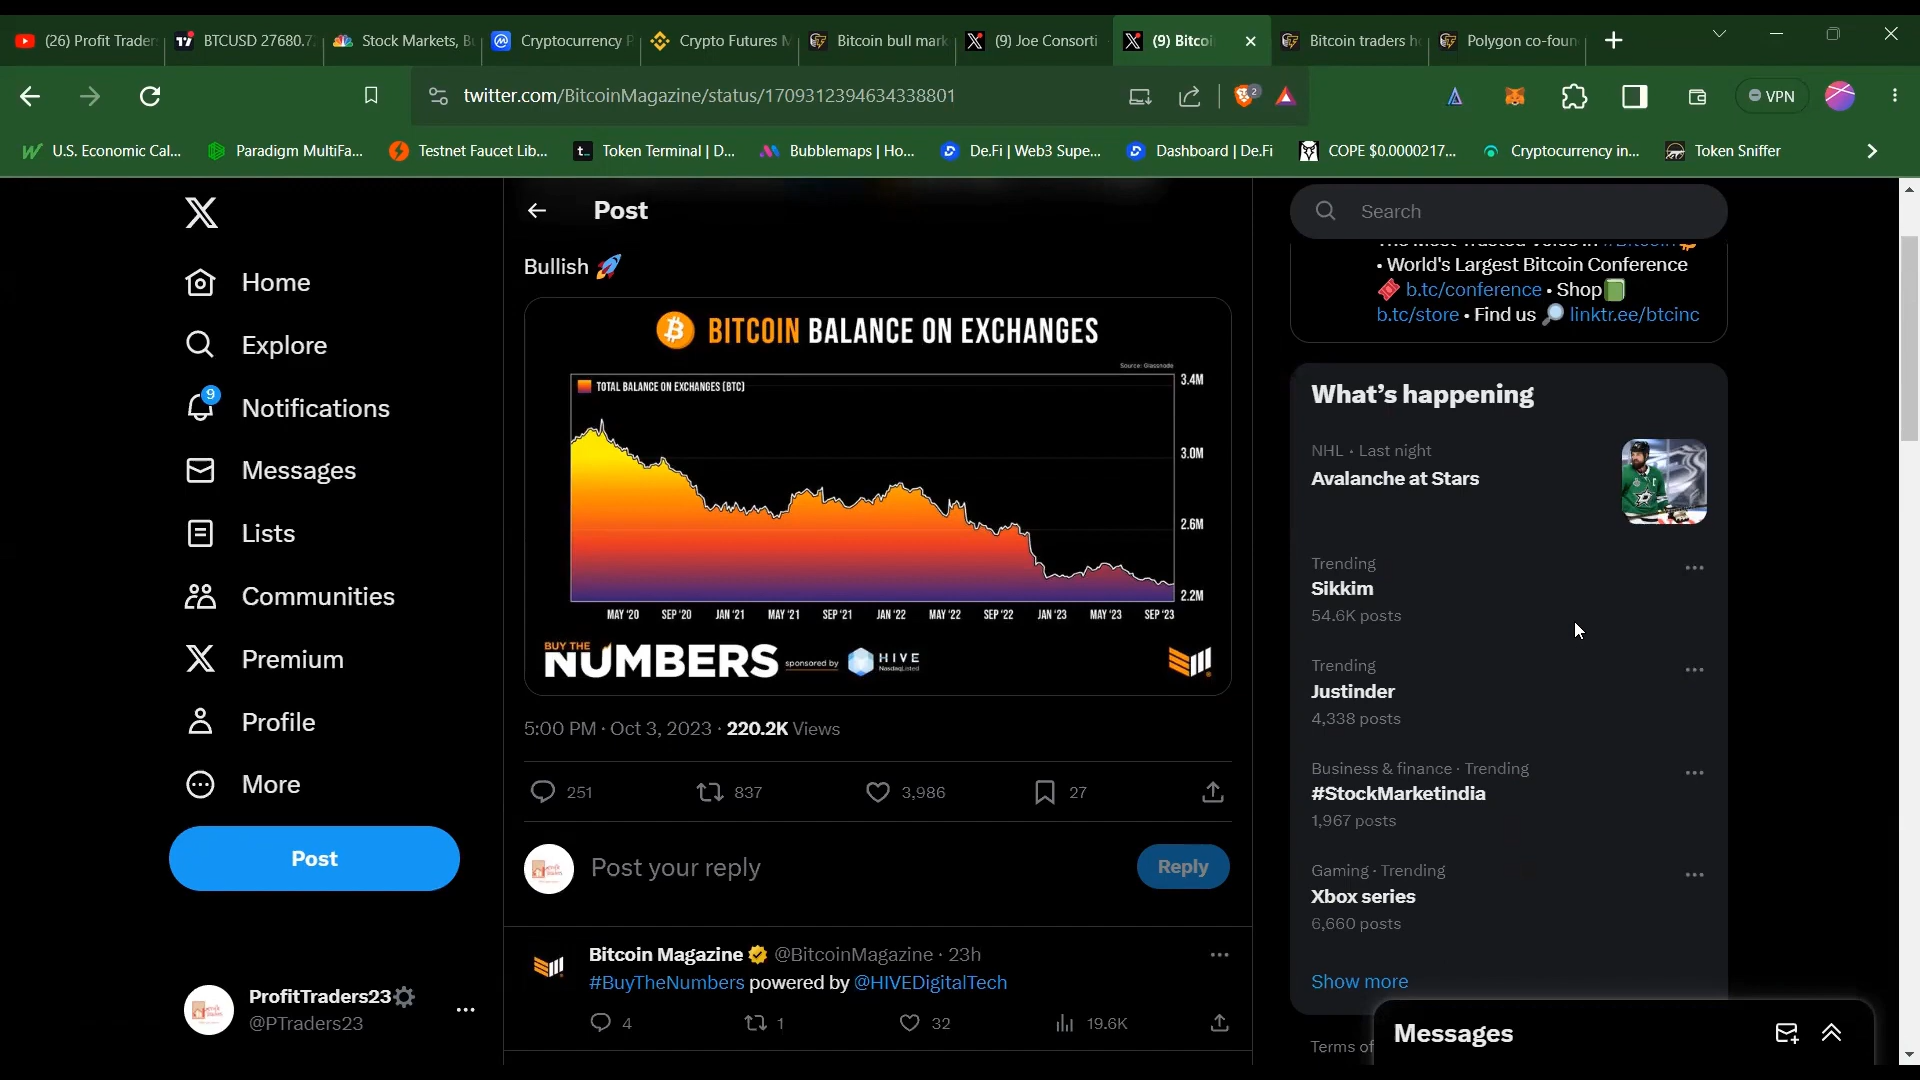 (26) Profit Trader
BTCUSD 27680.7
Stock Markets, Bu
Cryptocurrency P
Crypto Futures M
Bitcoin bull mark
(9) Joe Consorti
(9) Bitcoi
Bitcoin traders ho
Polygon co-foun
twitter.com/BitcoinMagazine/status/1709312394634338801
2
VPN
U.S. Economic Cal...
Paradigm MultiFa...
Testnet Faucet Lib...
Token Terminal | D...
Bubblemaps | Ho...
De.Fi | Web3 Supe...
Dashboard | De.Fi
COPE $0.0000217...
Cryptocurrency in...
Token Sniffer
Home
Explore
9
Notifications
Messages
Lists
Communities
Premium
Profile
More
Post
ProfitTraders23
@PTraders23
Post
Bullish 🚀
BITCOIN BALANCE ON EXCHANGES
Source: Glassnode
TOTAL BALANCE ON EXCHANGES (BTC)
3.4M
3.0M
2.6M
2.2M
MAY '20 SEP '20 JAN '21 MAY '21 SEP '21 JAN '22 MAY '22 SEP '22 JAN '23 MAY '23 SEP '23
BUY THE
NUMBERS
sponsored by
HIVE
Nasdaq Listed
5:00 PM · Oct 3, 2023 · 220.2K Views
251 837 3,986 27
Post your reply
Reply
Bitcoin Magazine @BitcoinMagazine · 23h
#BuyTheNumbers powered by @HIVEDigitalTech
4 1 32 19.6K
Search
• World's Largest Bitcoin Conference
b.tc/conference • Shop
b.tc/store • Find us linktr.ee/btcinc
What's happening
NHL · Last night
Avalanche at Stars
Trending
Sikkim
54.6K posts
Trending
Justinder
4,338 posts
Business & finance · Trending
#StockMarketindia
1,967 posts
Gaming · Trending
Xbox series
6,660 posts
Show more
Terms of
Messages